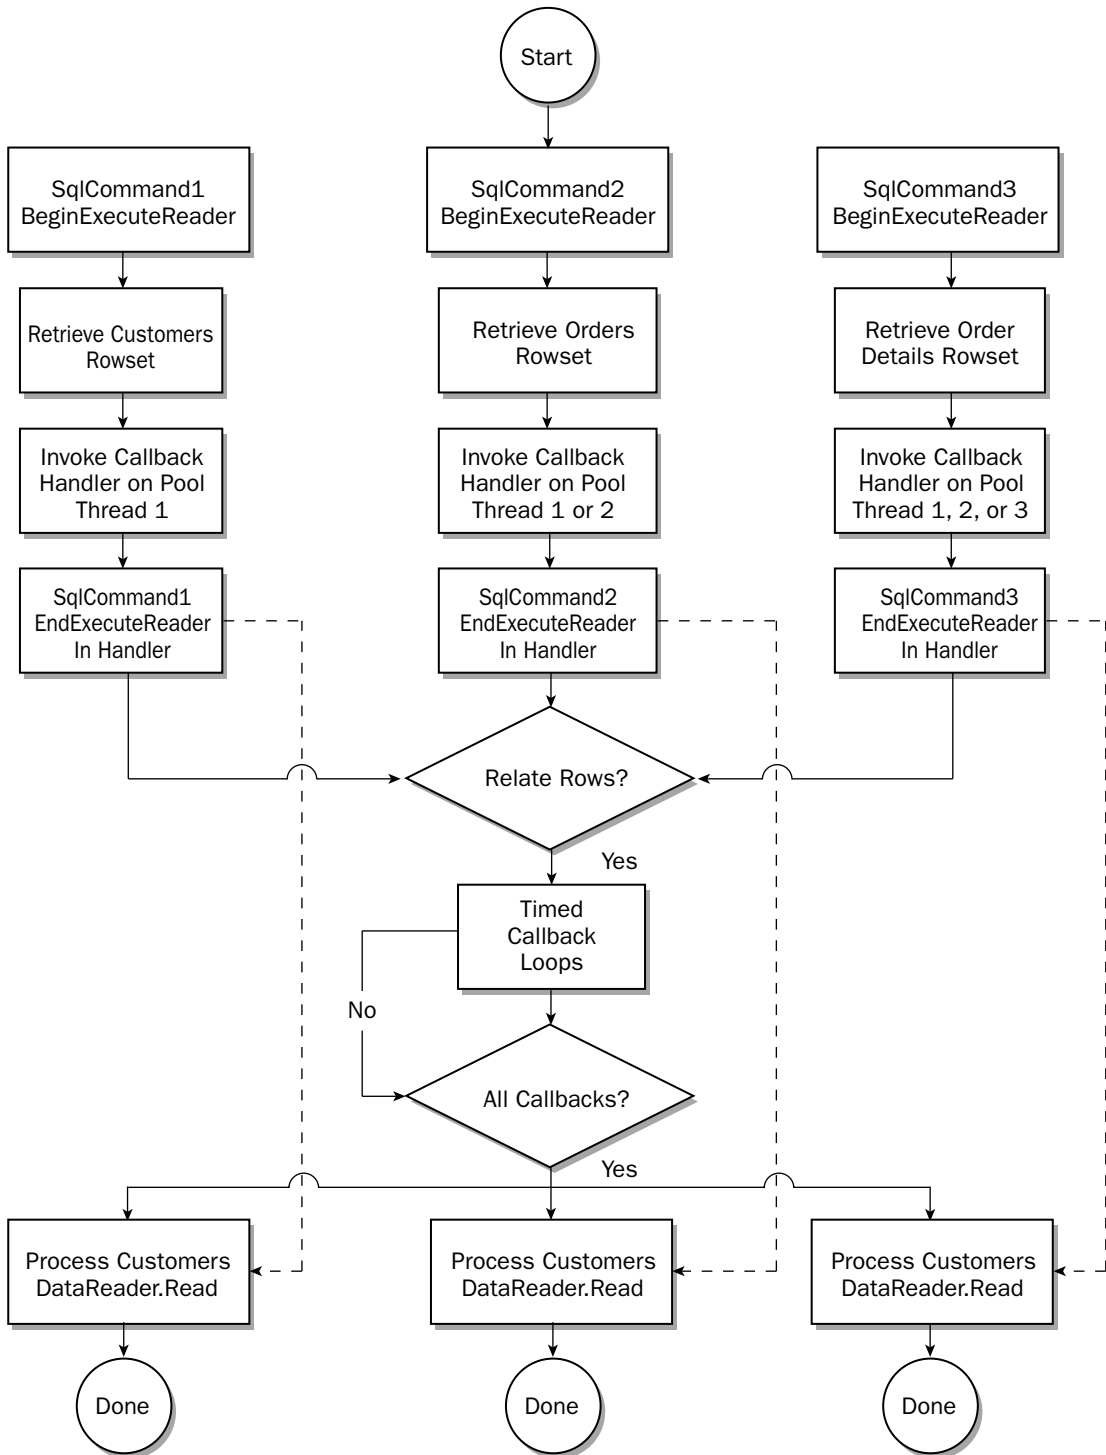 Start
SqlCommand1
BeginExecuteReader
SqlCommand2
BeginExecuteReader
SqlCommand3
BeginExecuteReader
Retrieve Customers
Rowset
Retrieve Orders
Rowset
Retrieve Order
Details Rowset
Invoke Callback
Handler on Pool
Thread 1
Invoke Callback
Handler on Pool
Thread 1 or 2
Invoke Callback
Handler on Pool
Thread 1, 2, or 3
SqlCommand1
EndExecuteReader
In Handler
SqlCommand2
EndExecuteReader
In Handler
SqlCommand3
EndExecuteReader
In Handler
Relate Rows?
Yes
Timed
Callback
Loops
No
All Callbacks?
Yes
Process Customers
DataReader.Read
Process Customers
DataReader.Read
Process Customers
DataReader.Read
Done
Done
Done